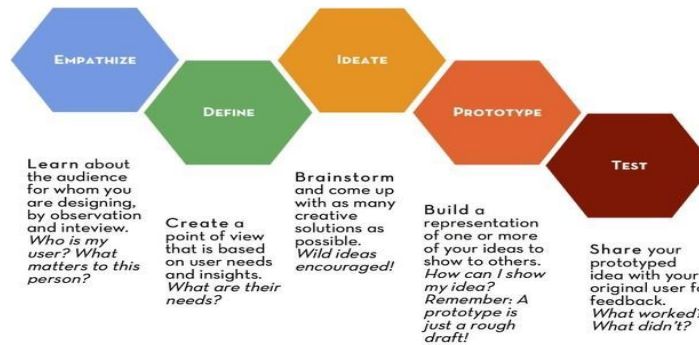 EMPATHIZE
DEFINE
IDEATE
PROTOTYPE
TEST
Learn about
the audience
for whom you
are designing,
by observation
and inteview.
Who is my
user? What
matters to this
person?
Create a
point of view
that is based
on user needs
and insights.
What are their
needs?
Brainstorm
and come up
with as many
creative
solutions as
possible.
Wild ideas
encouraged!
Build a
representation
of one or more
of your ideas to
show to others.
How can I show
my idea?
Remember: A
prototype is
just a rough
draft!
Share your
prototyped
idea with your
original user
feedback.
What worked?
What didn't?